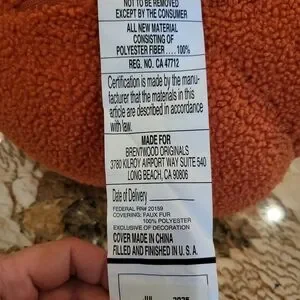 NOT TO BE REMOVED
EXCEPT BY THE CONSUMER
ALL NEW MATERIAL
CONSISTING OF
POLYESTER FIBER.....100%
REG. NO. CA 47712
Certification is made by the manu-
facturer that the materials in this
article are described in accordance
with law.
MADE FOR
BRENTWOOD ORIGINALS
3780 KILROY AIRPORT WAY SUITE 540
LONG BEACH, CA 90806
Date of Delivery
FEDERAL RN# 20159
COVERING: FAUX FUR
100% POLYESTER
EXCLUSIVE OF DECORATION
COVER MADE IN CHINA
FILLED AND FINISHED IN U.S.A.
JUL